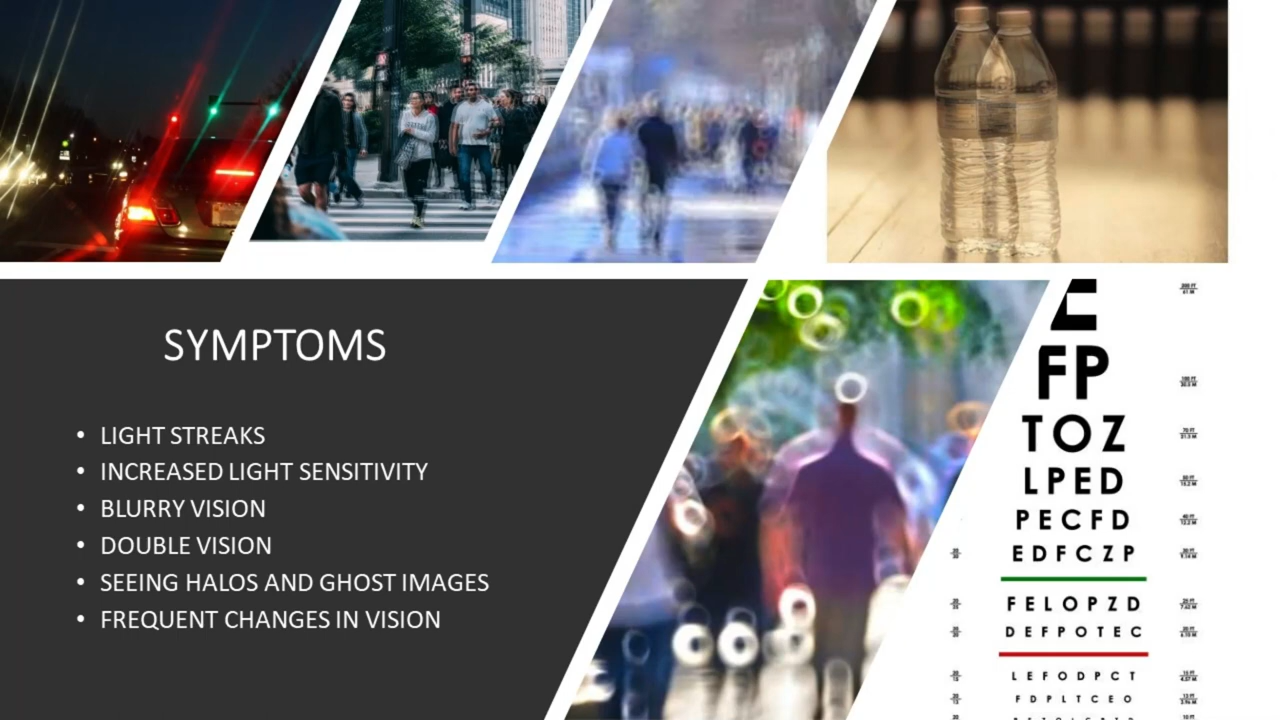 SYMPTOMS
• LIGHT STREAKS
• INCREASED LIGHT SENSITIVITY
• BLURRY VISION
• DOUBLE VISION
• SEEING HALOS AND GHOST IMAGES
• FREQUENT CHANGES IN VISION
E
FP
TOZ
LPED
PECFD
EDFCZP
FELOPZD
DEFPOTEC
LEFODPCT
FDPLTCEO